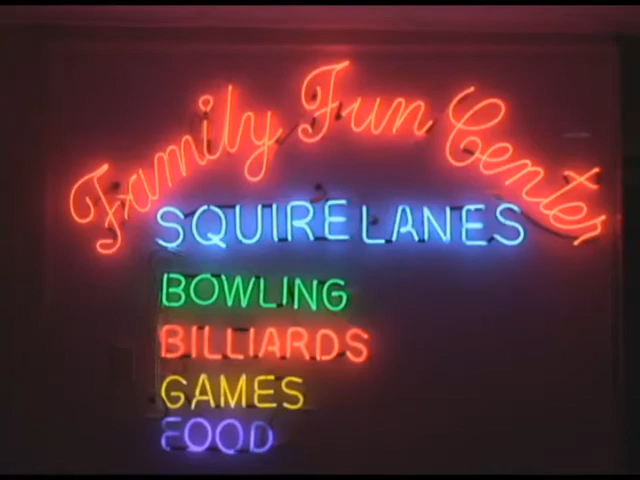 Family Fun Center
SQUIRE LANES
BOWLING
BILLIARDS
GAMES
FOOD